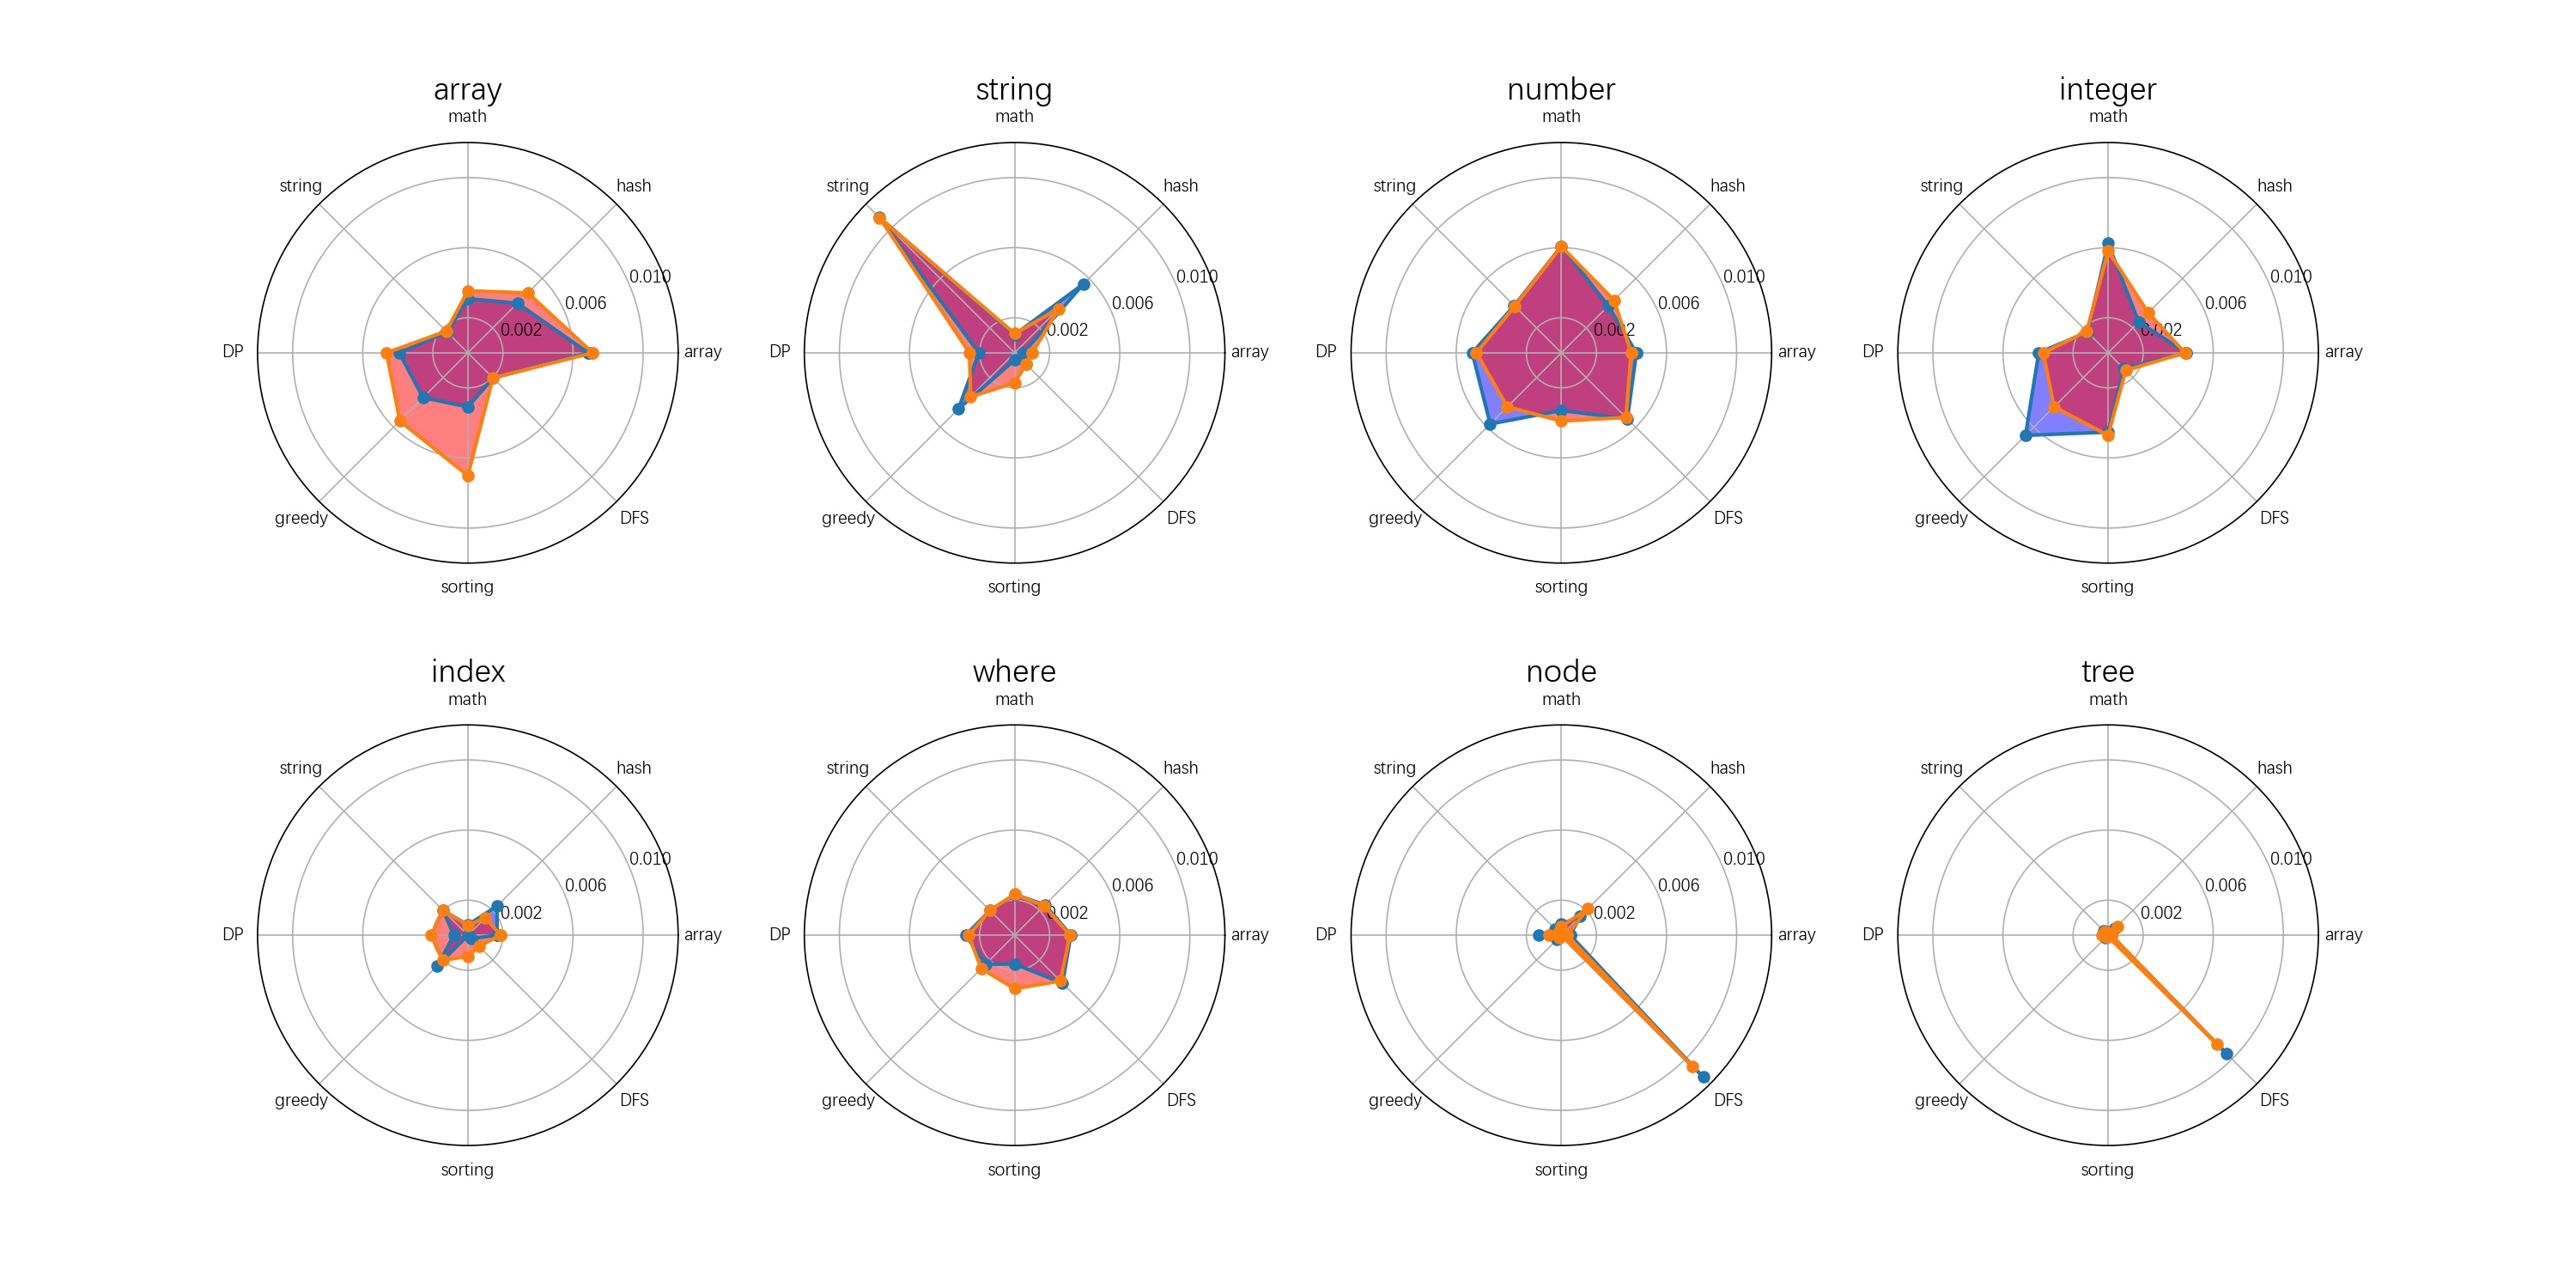 array
math
string
hash
0.010
0.006
0.002
DP
array
greedy
DFS
sorting
string
math
string
hash
0.010
0.006
0.002
DP
array
greedy
DFS
sorting
number
math
string
hash
0.010
0.006
0.002
DP
array
greedy
DFS
sorting
integer
math
string
hash
0.010
0.006
0.002
DP
array
greedy
DFS
sorting
index
math
string
hash
0.010
0.006
0.002
DP
array
greedy
DFS
sorting
where
math
string
hash
0.010
0.006
0.002
DP
array
greedy
DFS
sorting
node
math
string
hash
0.010
0.006
0.002
DP
array
greedy
DFS
sorting
tree
math
string
hash
0.010
0.006
0.002
DP
array
greedy
DFS
sorting